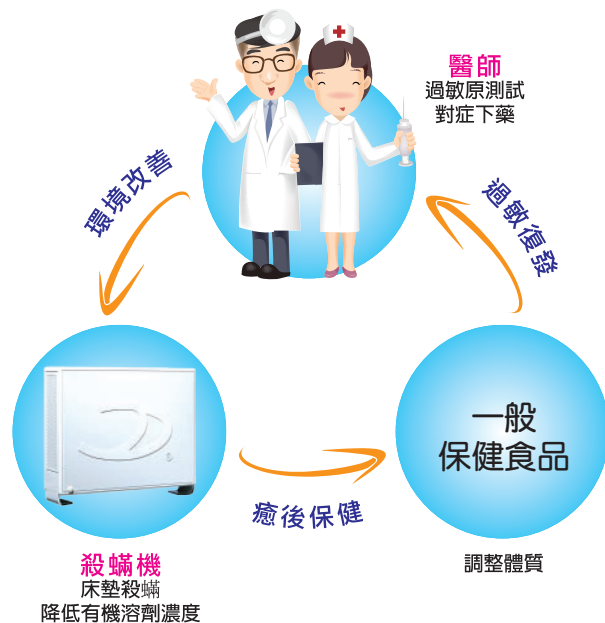 醫師
過敏原測試
對症下藥
環境改善
過敏復發
一般
保健食品
癒後保健
殺蟎機
床墊殺蟎
降低有機溶劑濃度
調整體質